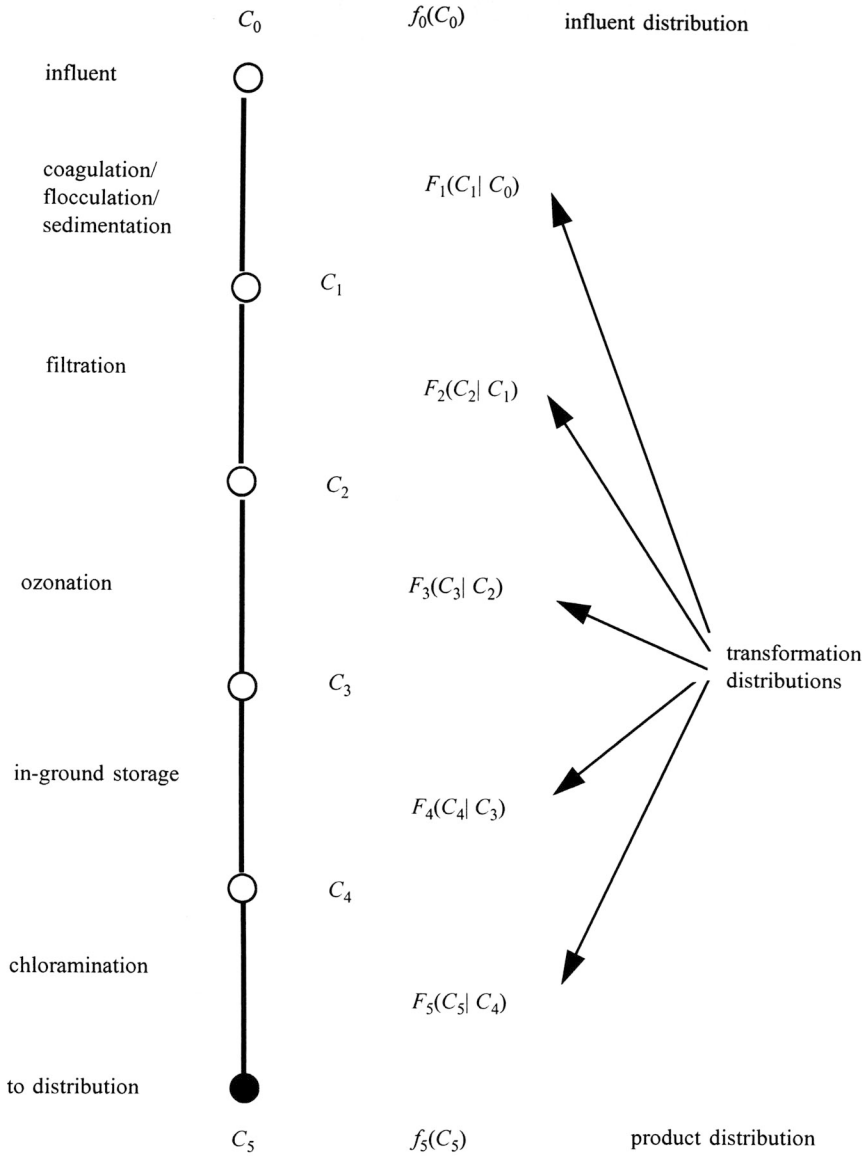 C₀ f₀(C₀) influent distribution
influent
coagulation/
flocculation/
sedimentation
F₁(C₁| C₀)
C₁
filtration
F₂(C₂| C₁)
C₂
ozonation
F₃(C₃| C₂)
transformation
distributions
C₃
in-ground storage
F₄(C₄| C₃)
C₄
chloramination
F₅(C₅| C₄)
to distribution
C₅ f₅(C₅) product distribution